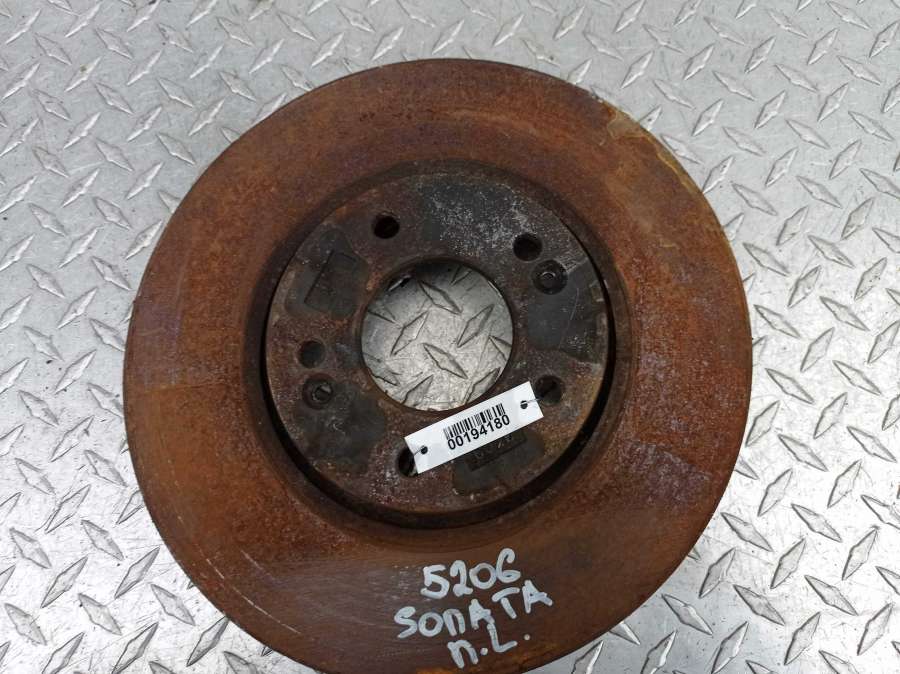 00194180
5206
SONATA
n.L.